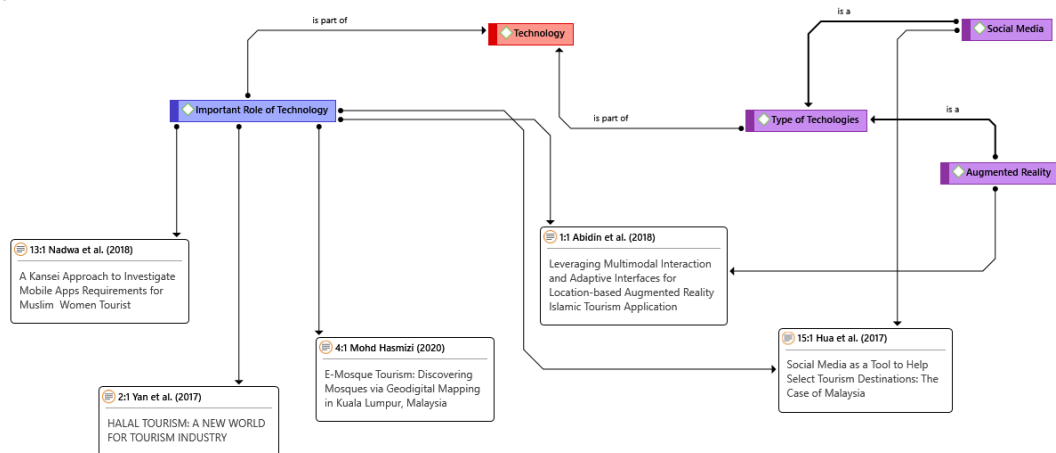 is part of
is a
Technology
Social Media
Important Role of Technology
is part of
Type of Techologies
is a
Augmented Reality
13:1 Nadwa et al. (2018)
A Kansei Approach to Investigate
Mobile Apps Requirements for
Muslim Women Tourist
1:1 Abidin et al. (2018)
Leveraging Multimodal Interaction
and Adaptive Interfaces for
Location-based Augmented Reality
Islamic Tourism Application
4:1 Mohd Hasmizi (2020)
E-Mosque Tourism: Discovering
Mosques via Geodigital Mapping
in Kuala Lumpur, Malaysia
15:1 Hua et al. (2017)
Social Media as a Tool to Help
Select Tourism Destinations: The
Case of Malaysia
2:1 Yan et al. (2017)
HALAL TOURISM: A NEW WORLD
FOR TOURISM INDUSTRY